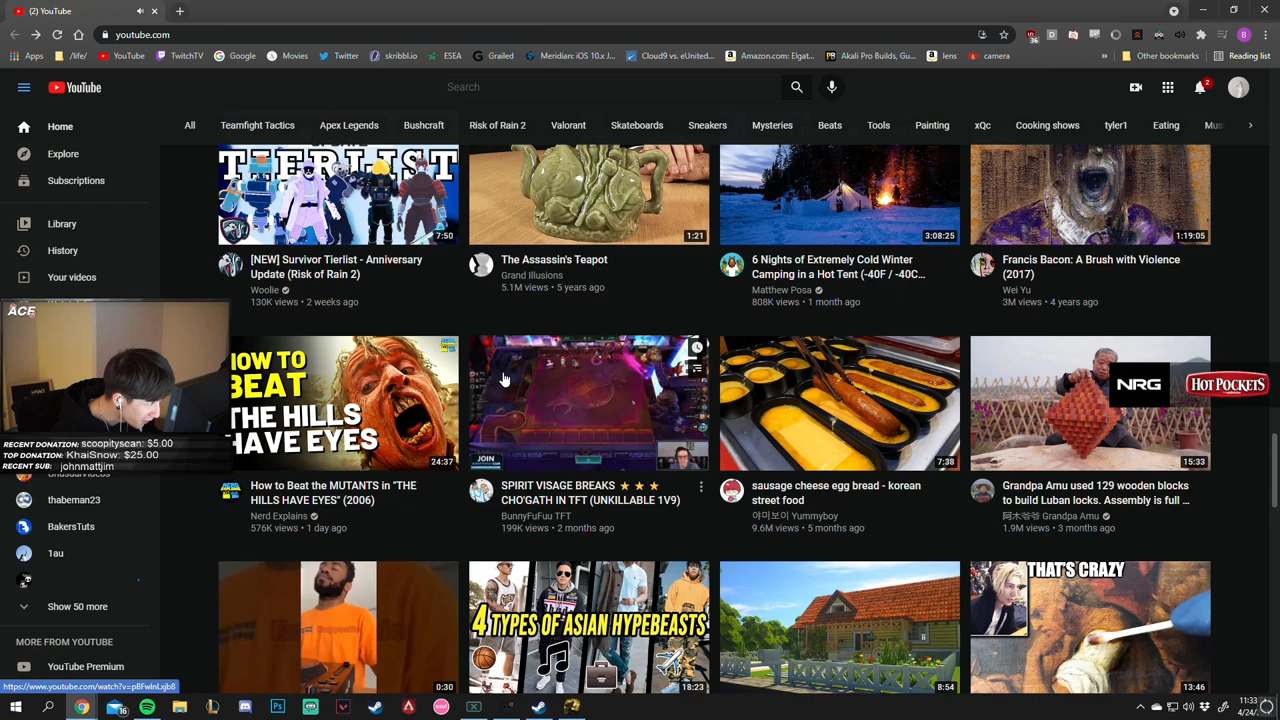 (2) YouTube
youtube.com
Apps
/life/
YouTube
TwitchTV
Google
Movies
Twitter
skribbl.io
ESEA
Grailed
Meridian: iOS 10.x J...
Cloud9 vs. eUnited...
Amazon.com: Elgat...
Akali Pro Builds, Gu...
lens
camera
Other bookmarks
Reading list
YouTube
Search
2
Home
Explore
Subscriptions
Library
History
Your videos
All
Teamfight Tactics
Apex Legends
Bushcraft
Risk of Rain 2
Valorant
Skateboards
Sneakers
Mysteries
Beats
Tools
Painting
xQc
Cooking shows
tyler1
Eating
Mus
TIERLIST
7:50
1:21
3:08:25
1:19:05
[NEW] Survivor Tierlist - Anniversary
Update (Risk of Rain 2)
Woolie
130K views • 2 weeks ago
The Assassin's Teapot
Grand Illusions
5.1M views • 5 years ago
6 Nights of Extremely Cold Winter
Camping in a Hot Tent (-40F / -40C...
Matthew Posa
808K views • 1 month ago
Francis Bacon: A Brush with Violence
(2017)
Wei Yu
3M views • 4 years ago
ACE
RECENT DONATION: scoopityscan: $5.00
TOP DONATION: KhaiSnow: $25.00
RECENT SUB: johnmattjim
HOW TO
BEAT
THE HILLS
HAVE EYES
24:37
JOIN
7:38
NRG
HOT POCKETS
15:33
How to Beat the MUTANTS in "THE
HILLS HAVE EYES" (2006)
Nerd Explains
576K views • 1 day ago
SPIRIT VISAGE BREAKS ★ ★ ★
CHO'GATH IN TFT (UNKILLABLE 1V9)
BunnyFuFuu TFT
199K views • 2 months ago
sausage cheese egg bread - korean
street food
야미보이 Yummyboy
9.6M views • 5 months ago
Grandpa Amu used 129 wooden blocks
to build Luban locks. Assembly is full ...
阿木爷爷 Grandpa Amu
1.9M views • 3 months ago
thabeman23
BakersTuts
1au
Show 50 more
MORE FROM YOUTUBE
YouTube Premium
0:30
4 TYPES OF ASIAN HYPEBEASTS
18:23
8:54
THAT'S CRAZY
13:46
16
11:33
4/24/